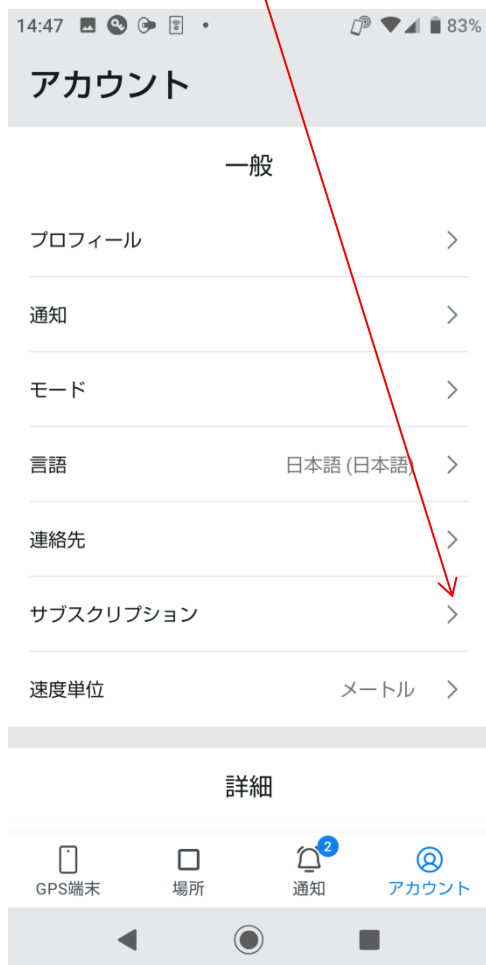 14:47 83%
アカウント
一般
プロフィール
通知
モード
言語 日本語 (日本語)
連絡先
サブスクリプション
速度単位 メートル
詳細
2
GPS端末 場所 通知 アカウント